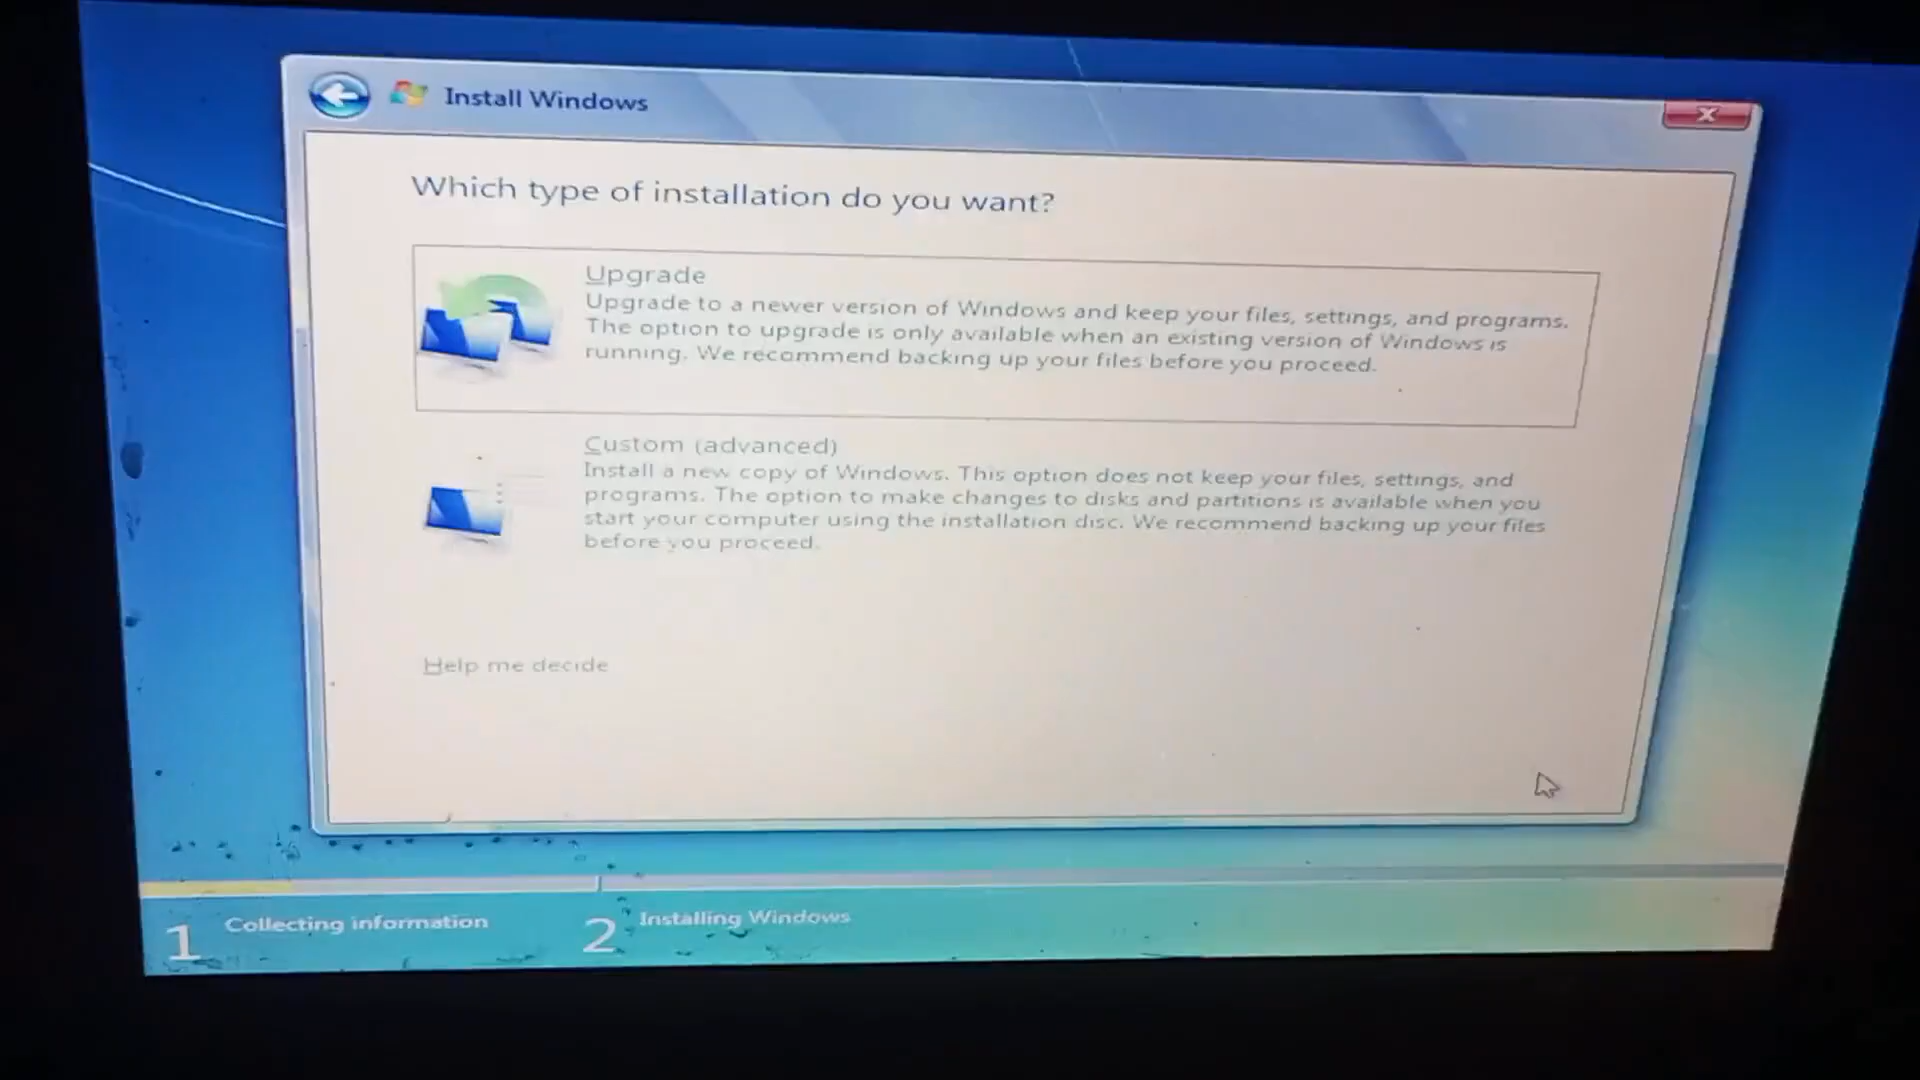 Install Windows
Which type of installation do you want?
Upgrade
Upgrade to a newer version of Windows and keep your files, settings, and programs.
The option to upgrade is only available when an existing version of Windows is
running. We recommend backing up your files before you proceed.
Custom (advanced)
Install a new copy of Windows. This option does not keep your files, settings, and
programs. The option to make changes to disks and partitions is available when you
start your computer using the installation disc. We recommend backing up your files
before you proceed.
Help me decide
1 Collecting information
2 Installing Windows